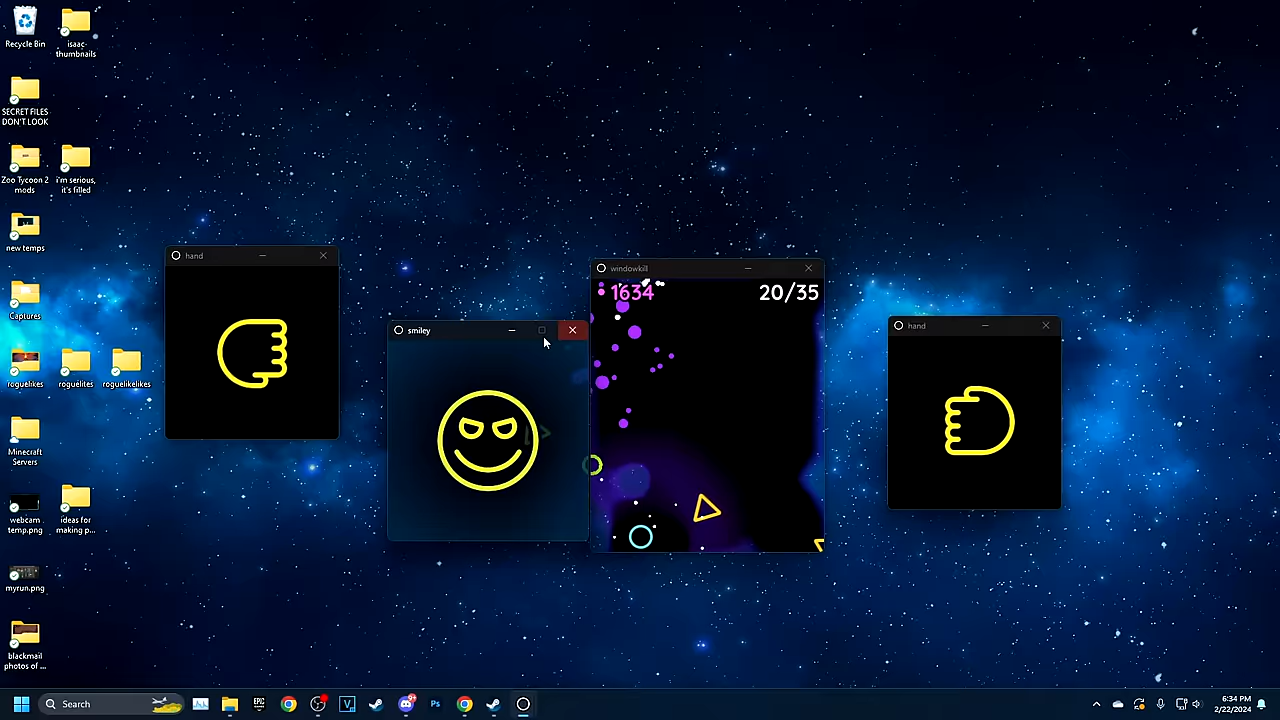 Recycle Bin
isaac-
thumbnails
SECRET FILES
DON'T LOOK
Zoo Tycoon 2
mods
i'm serious,
it's filled
new temps
Captures
roguelikes
roguelites
roguelikelikes
Minecraft
Servers
webcam
temp.png
ideas for
making p...
myrun.png
blackmail
photos of ...
hand
smiley
windowkill
1634
20/35
hand
Search
EPIC
V
Ps
6:34 PM
2/22/2024